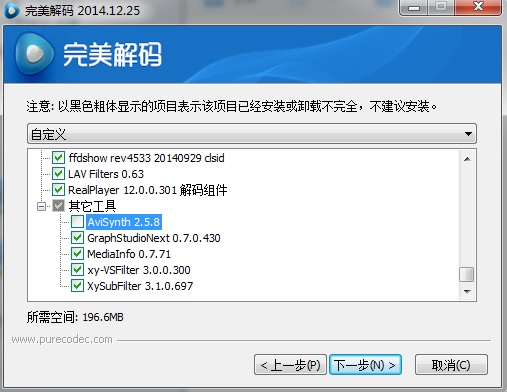 完美解码 2014.12.25
完美解码
注意: 以黑色粗体显示的项目表示该项目已经安装或卸载不完全，不建议安装。
自定义
ffdshow rev4533 20140929 clsid
LAV Filters 0.63
RealPlayer 12.0.0.301 解码组件
其它工具
AviSynth 2.5.8
GraphStudioNext 0.7.0.430
MediaInfo 0.7.71
xy-VSFilter 3.0.0.300
XySubFilter 3.1.0.697
所需空间: 196.6MB
www.purecodec.com
< 上一步(P) 下一步(N) > 取消(C)